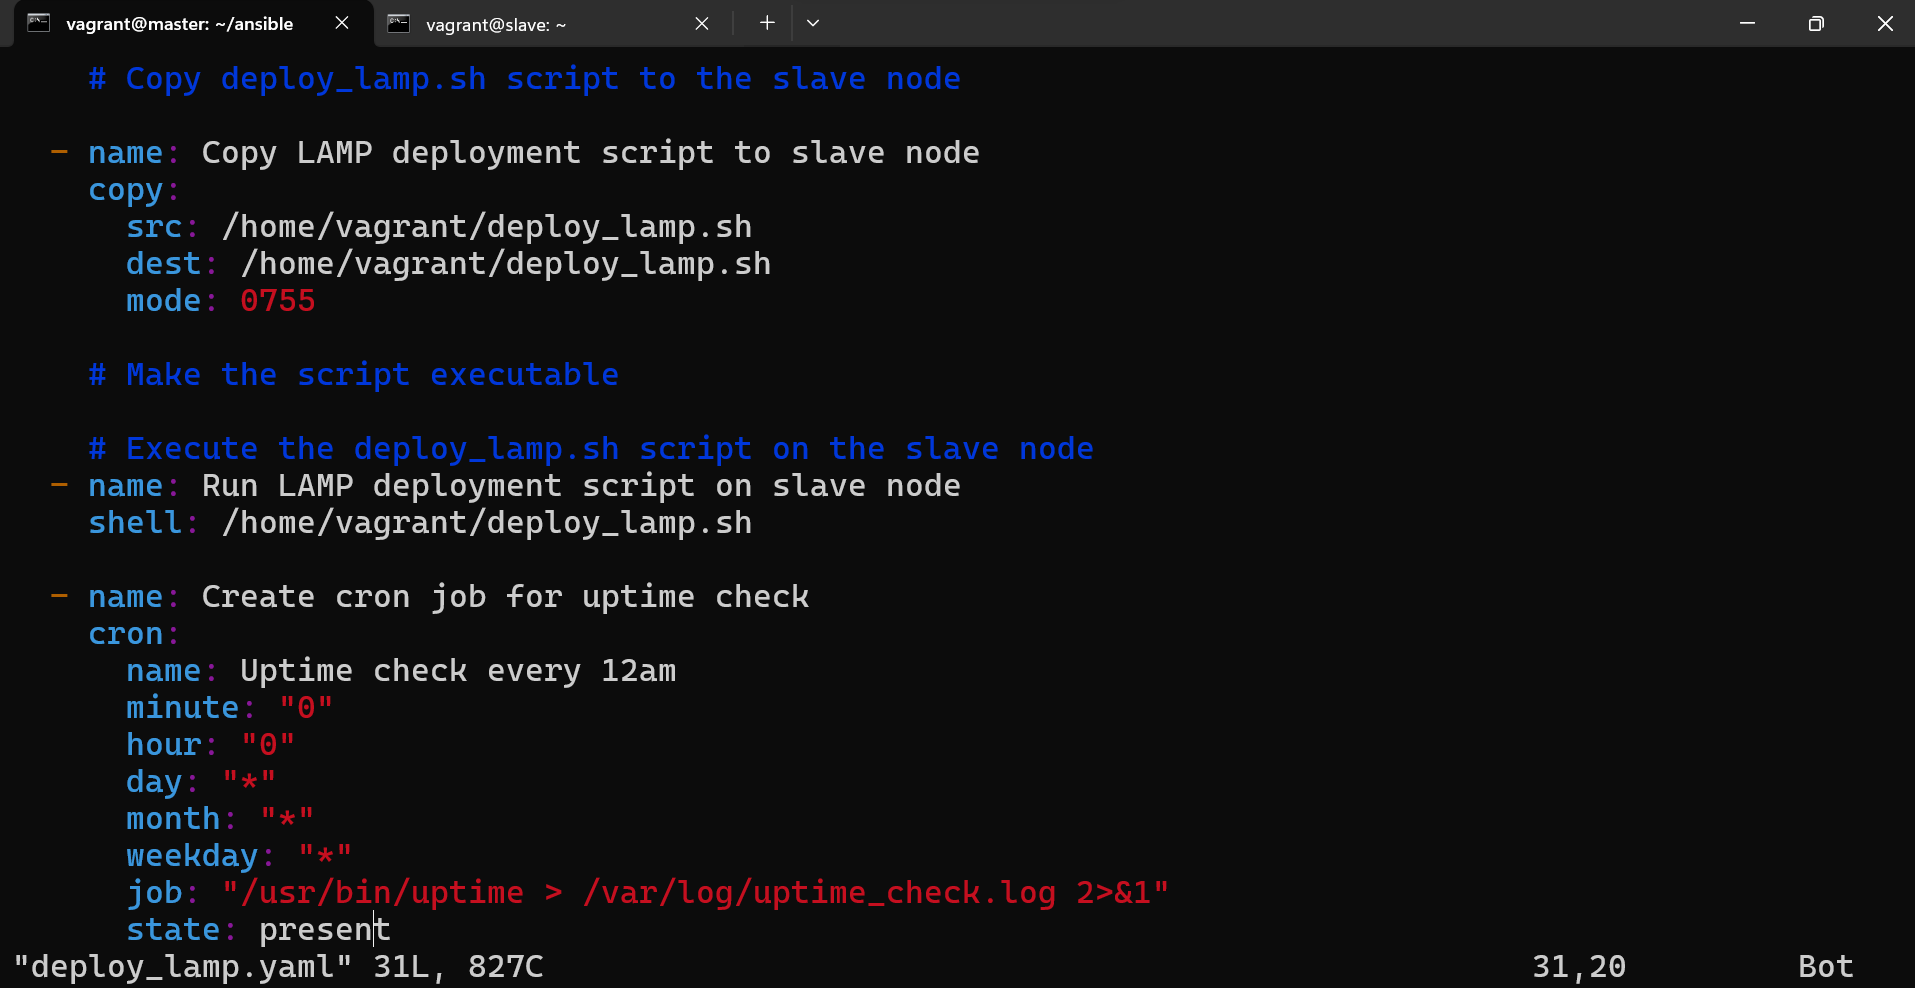 vagrant@master: ~/ansible
vagrant@slave: ~
# Copy deploy_lamp.sh script to the slave node
- name: Copy LAMP deployment script to slave node
copy:
src: /home/vagrant/deploy_lamp.sh
dest: /home/vagrant/deploy_lamp.sh
mode: 0755
# Make the script executable
# Execute the deploy_lamp.sh script on the slave node
- name: Run LAMP deployment script on slave node
shell: /home/vagrant/deploy_lamp.sh
- name: Create cron job for uptime check
cron:
name: Uptime check every 12am
minute: "0"
hour: "0"
day: "*"
month: "*"
weekday: "*"
job: "/usr/bin/uptime > /var/log/uptime_check.log 2>&1"
state: present
"deploy_lamp.yaml" 31L, 827C 31,20 Bot